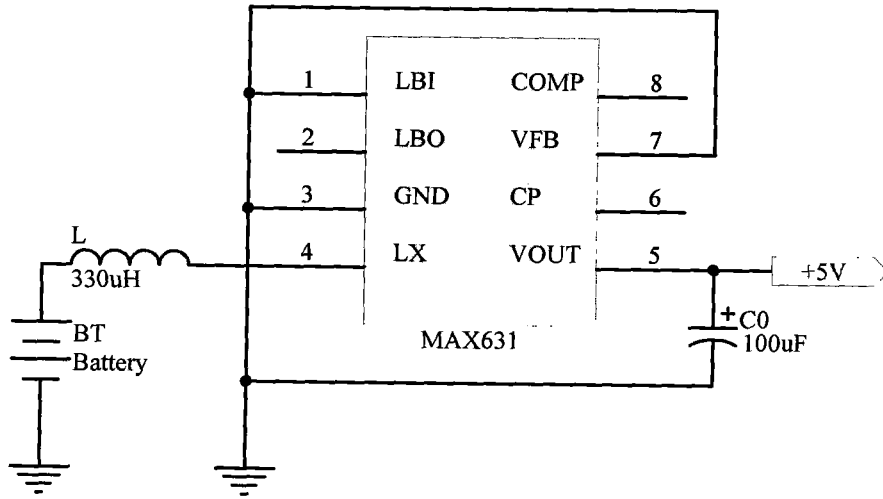 1 LBI COMP 8
2 LBO VFB 7
3 GND CP 6
4 LX VOUT 5
L
330uH
+5V
BT
Battery
MAX631
+ C0
100uF